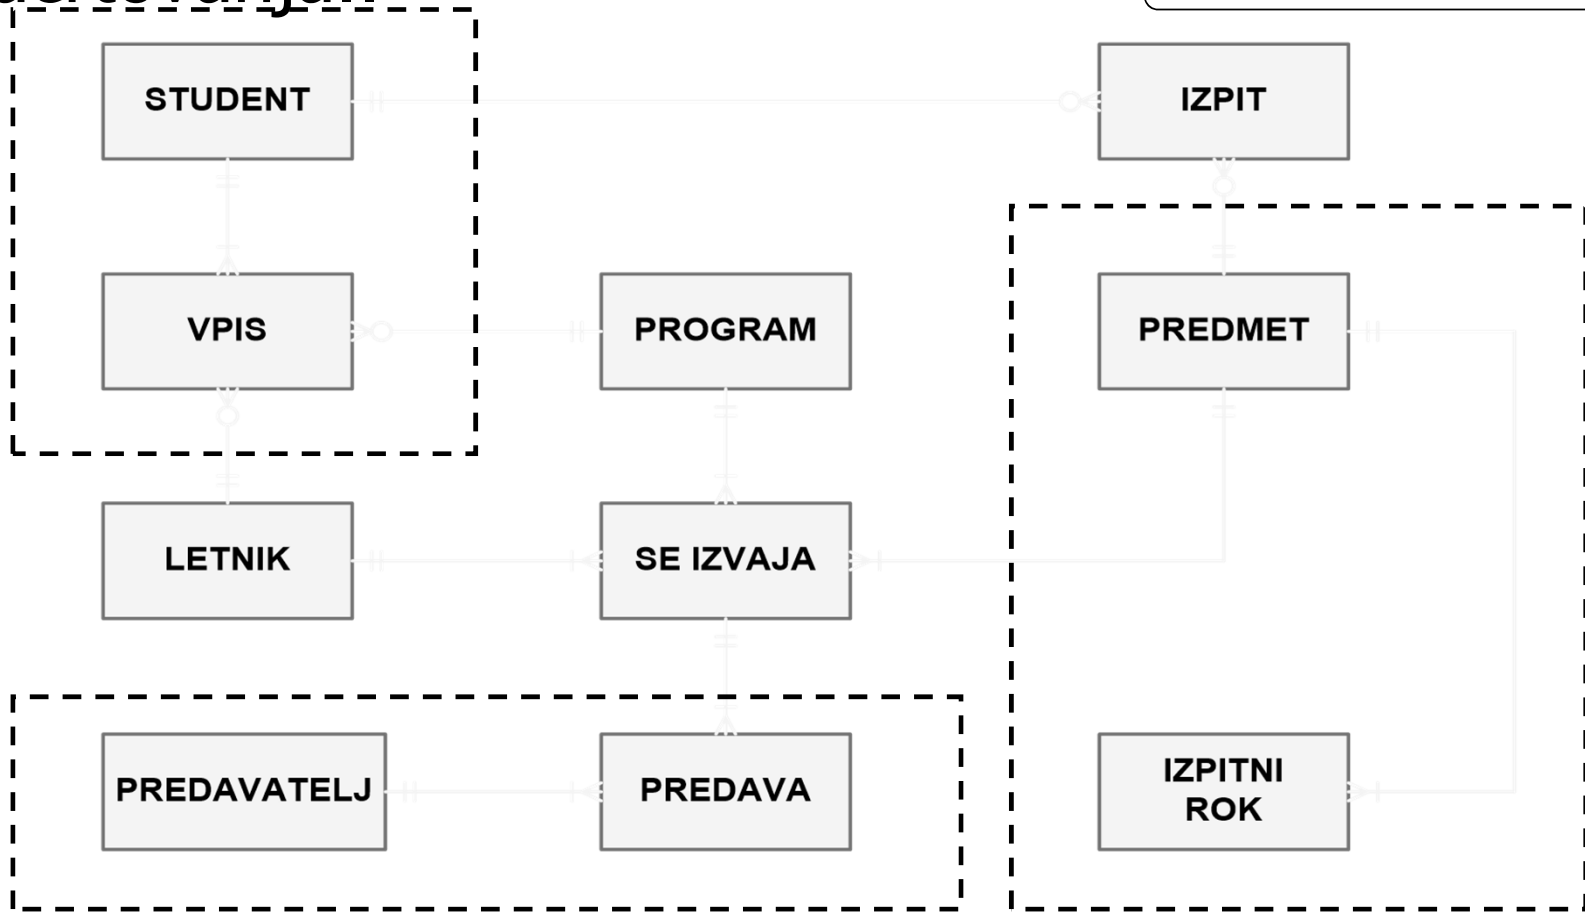 STUDENT
IZPIT
VPIS
PROGRAM
PREDMET
LETNIK
SE IZVAJA
PREDAVATELJ
PREDAVA
IZPITNI
ROK